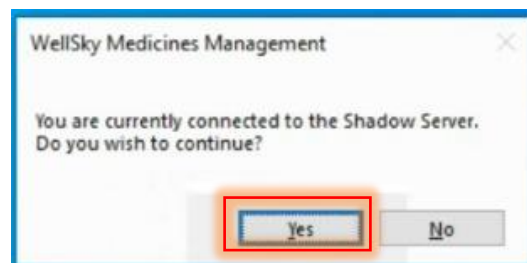 WellSky Medicines Management
You are currently connected to the Shadow Server.
Do you wish to continue?
Yes
No